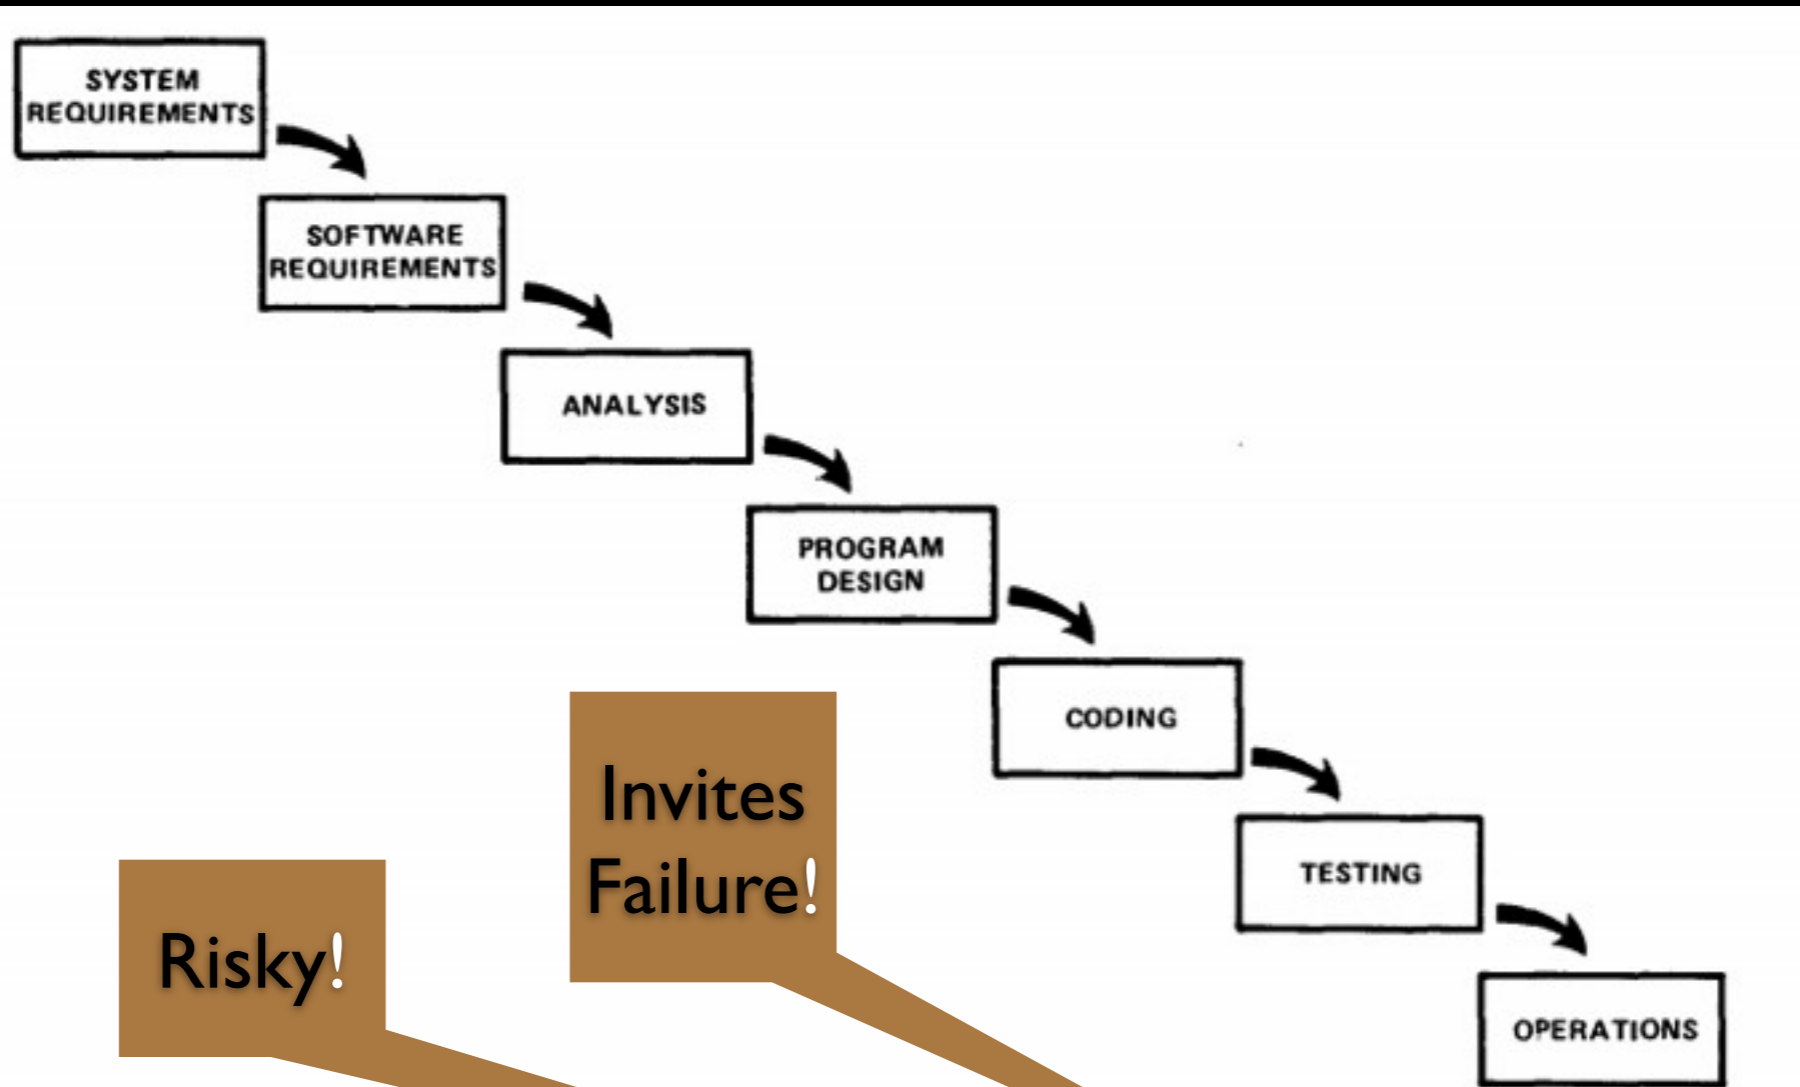 SYSTEM
REQUIREMENTS
SOFTWARE
REQUIREMENTS
ANALYSIS
PROGRAM
DESIGN
CODING
TESTING
OPERATIONS
Invites
Failure!
Risky!